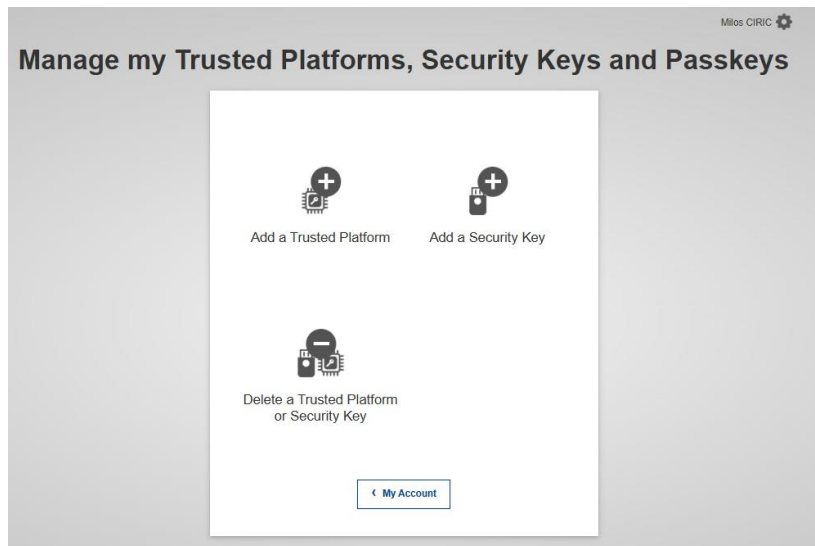 Milos CIRIC
Manage my Trusted Platforms, Security Keys and Passkeys
Add a Trusted Platform
Add a Security Key
Delete a Trusted Platform
or Security Key
‹ My Account